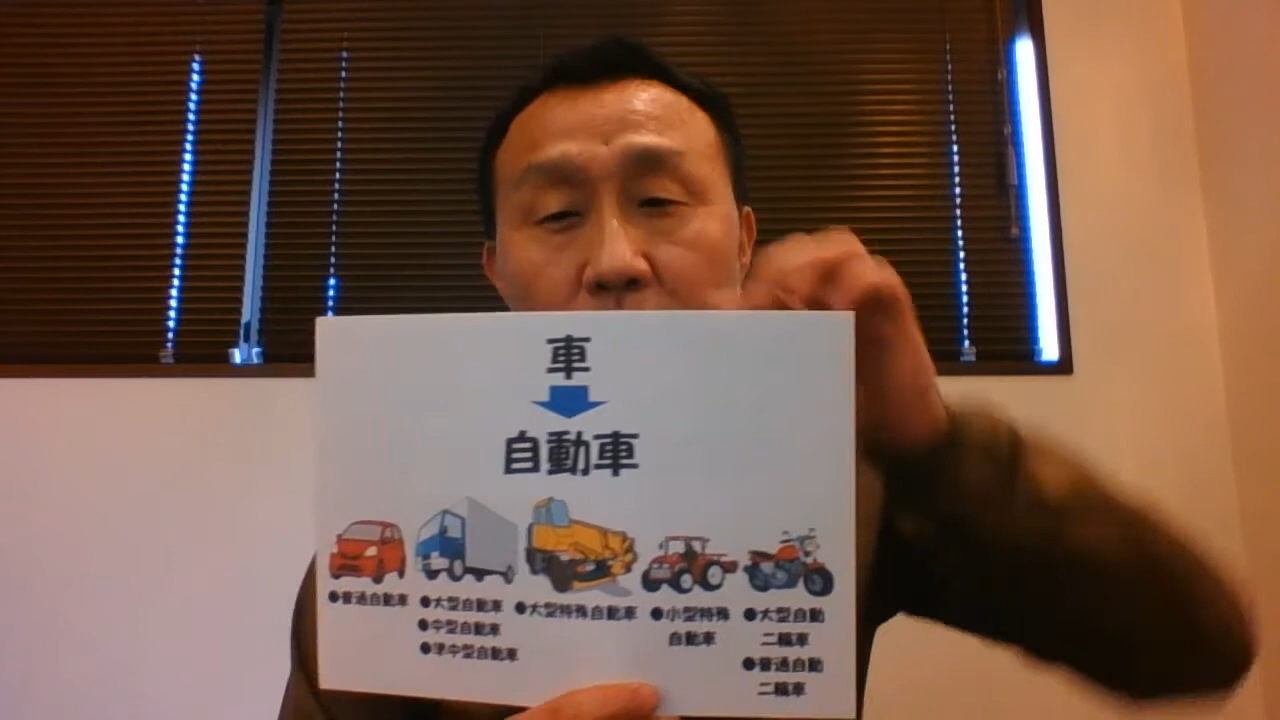 車
自動車
●普通自動車
●大型自動車
●中型自動車
●準中型自動車
●大型特殊自動車
●小型特殊
自動車
●大型自動
二輪車
●普通自動
二輪車